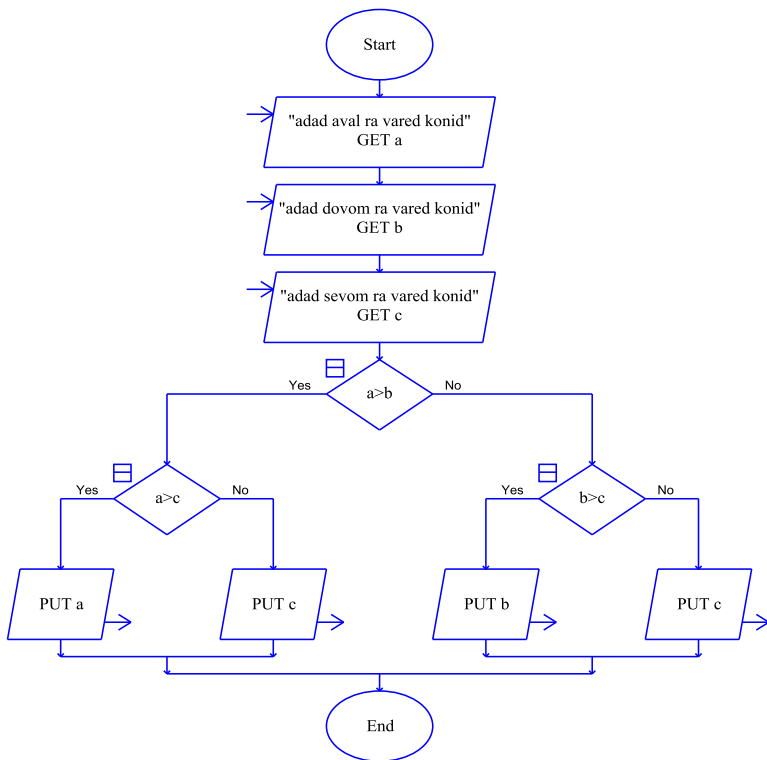 Start
"adad aval ra vared konid"
GET a
"adad dovom ra vared konid"
GET b
"adad sevom ra vared konid"
GET c
a>b
Yes
No
a>c
Yes
No
b>c
Yes
No
PUT a
PUT c
PUT b
PUT c
End